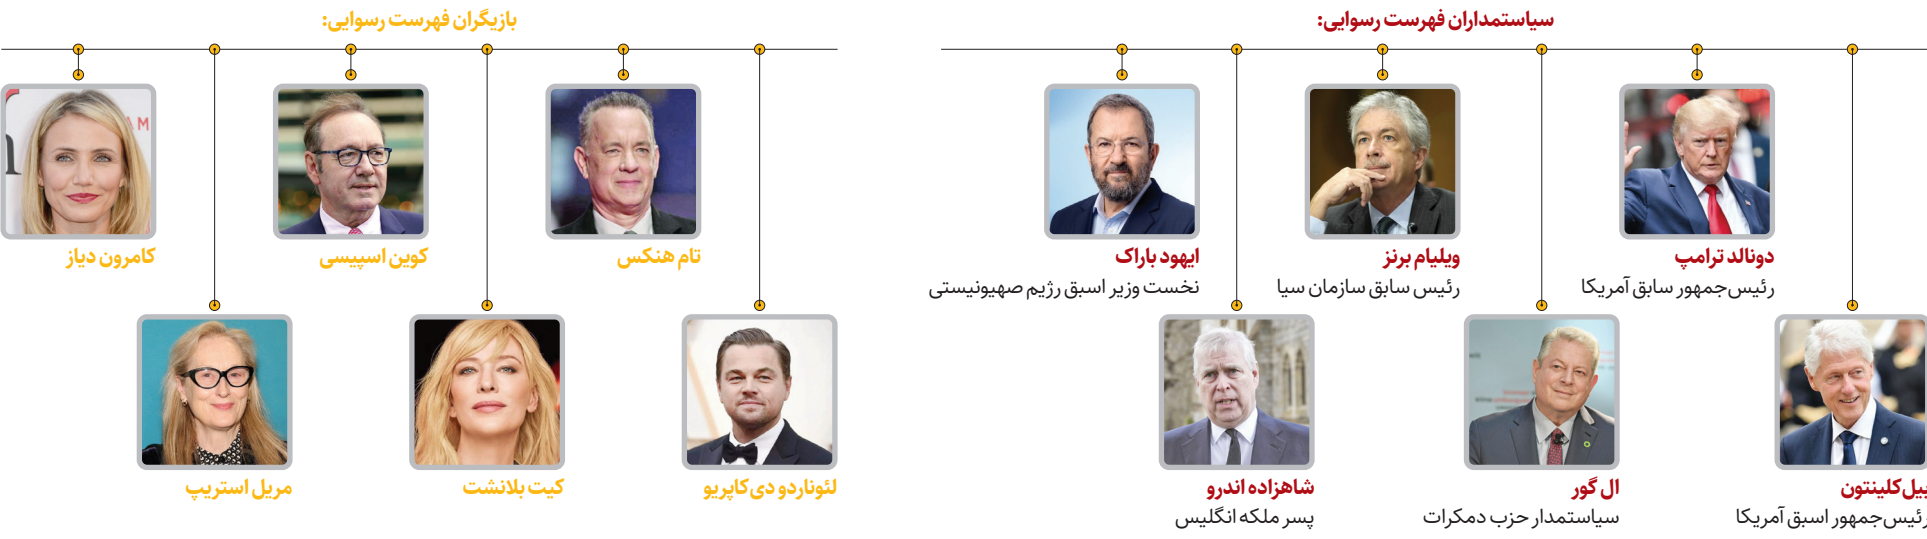 سیاستمداران فهرست رسوایی:
دونالد ترامپ
رئیس‌جمهور سابق آمریکا
ویلیام برنز
رئیس سابق سازمان سیا
ایهود باراک
نخست وزیر اسبق رژیم صهیونیستی
بیل کلینتون
رئیس‌جمهور اسبق آمریکا
ال گور
سیاستمدار حزب دمکرات
شاهزاده اندرو
پسر ملکه انگلیس
بازیگران فهرست رسوایی:
تام هنکس
کوین اسپیسی
کامرون دیاز
لئوناردو دی‌کاپریو
کیت بلانشت
مریل استریپ